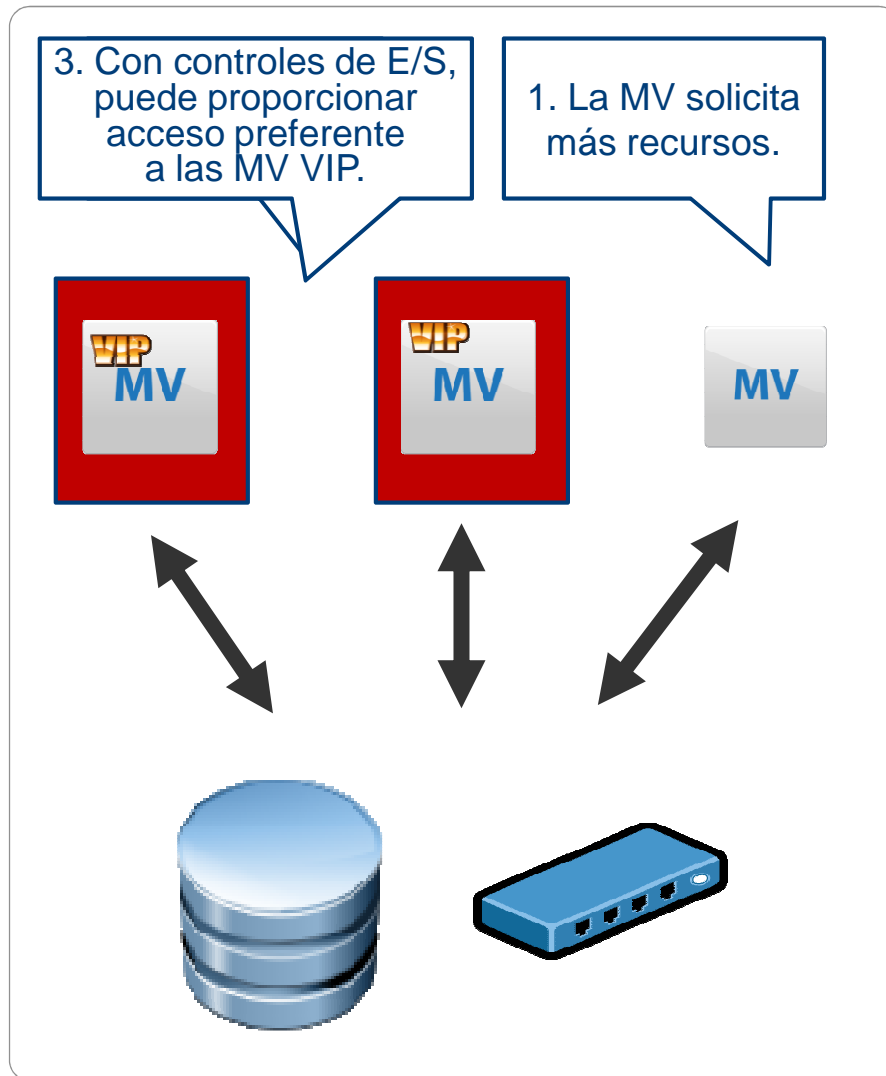 3. Con controles de E/S,
puede proporcionar
acceso preferente
a las MV VIP.
1. La MV solicita
más recursos.
VIP
MV
VIP
MV
MV